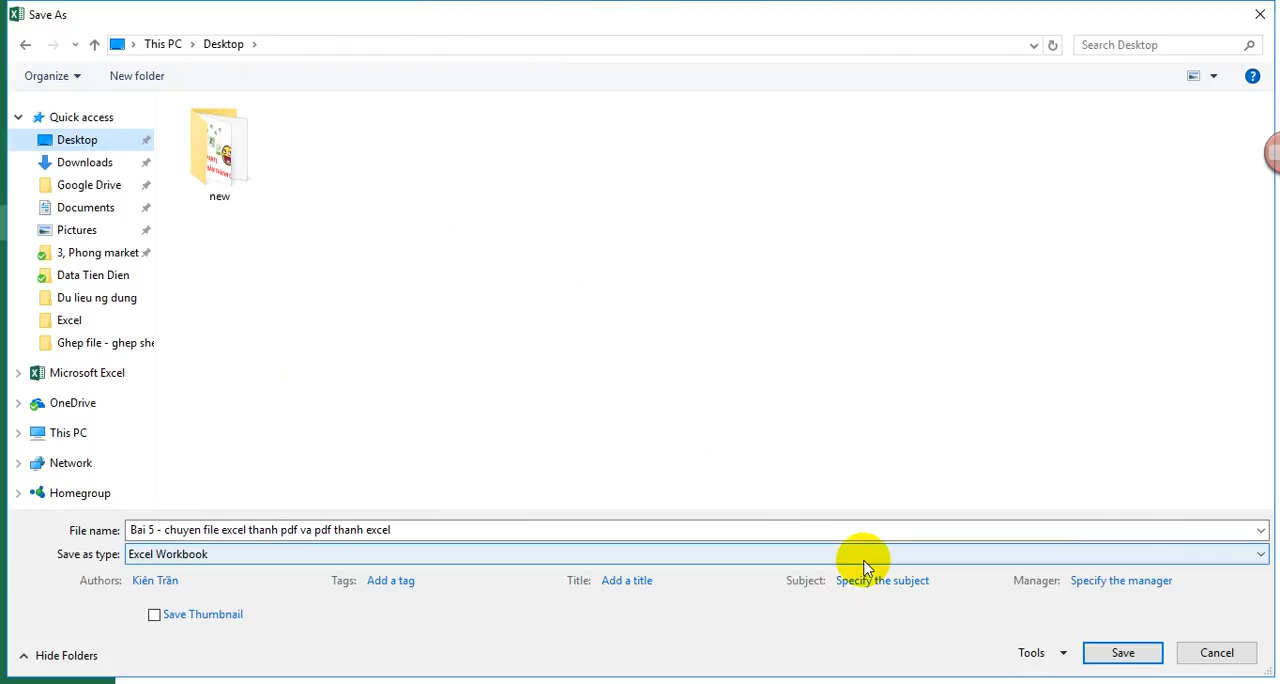 Save As
This PC > Desktop >
Search Desktop
Organize
New folder
Quick access
Desktop
Downloads
Google Drive
Documents
Pictures
3, Phong market
Data Tien Dien
Du lieu ng dung
Excel
Ghep file - ghep she
Microsoft Excel
OneDrive
This PC
Network
Homegroup
new
File name: Bai 5 - chuyen file excel thanh pdf va pdf thanh excel
Save as type: Excel Workbook
Authors: Kiên Trần Tags: Add a tag Title: Add a title Subject: Specify the subject Manager: Specify the manager
Save Thumbnail
Hide Folders
Tools Save Cancel